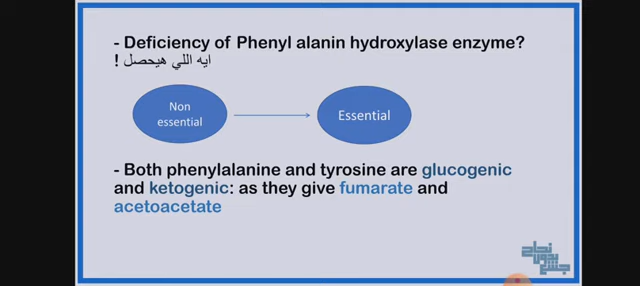 - Deficiency of Phenyl alanin hydroxylase enzyme?
ايه اللي هيحصل !
Non
essential
Essential
- Both phenylalanine and tyrosine are glucogenic
and ketogenic: as they give fumarate and
acetoacetate